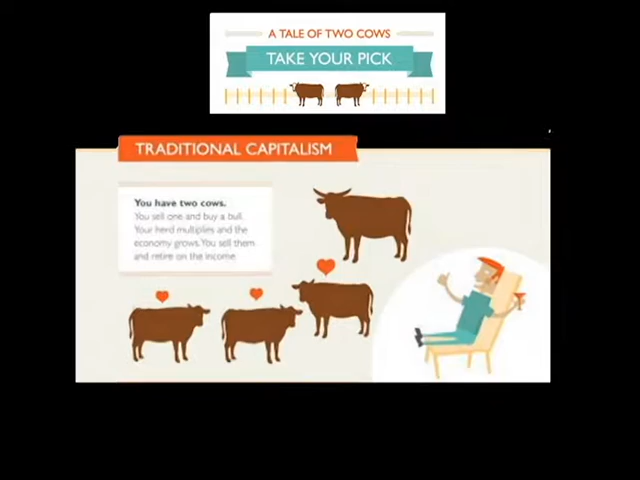 A TALE OF TWO COWS
TAKE YOUR PICK
TRADITIONAL CAPITALISM
You have two cows.
You sell one and buy a bull.
Your herd multiplies and the
economy grows. You sell them
and retire on the income